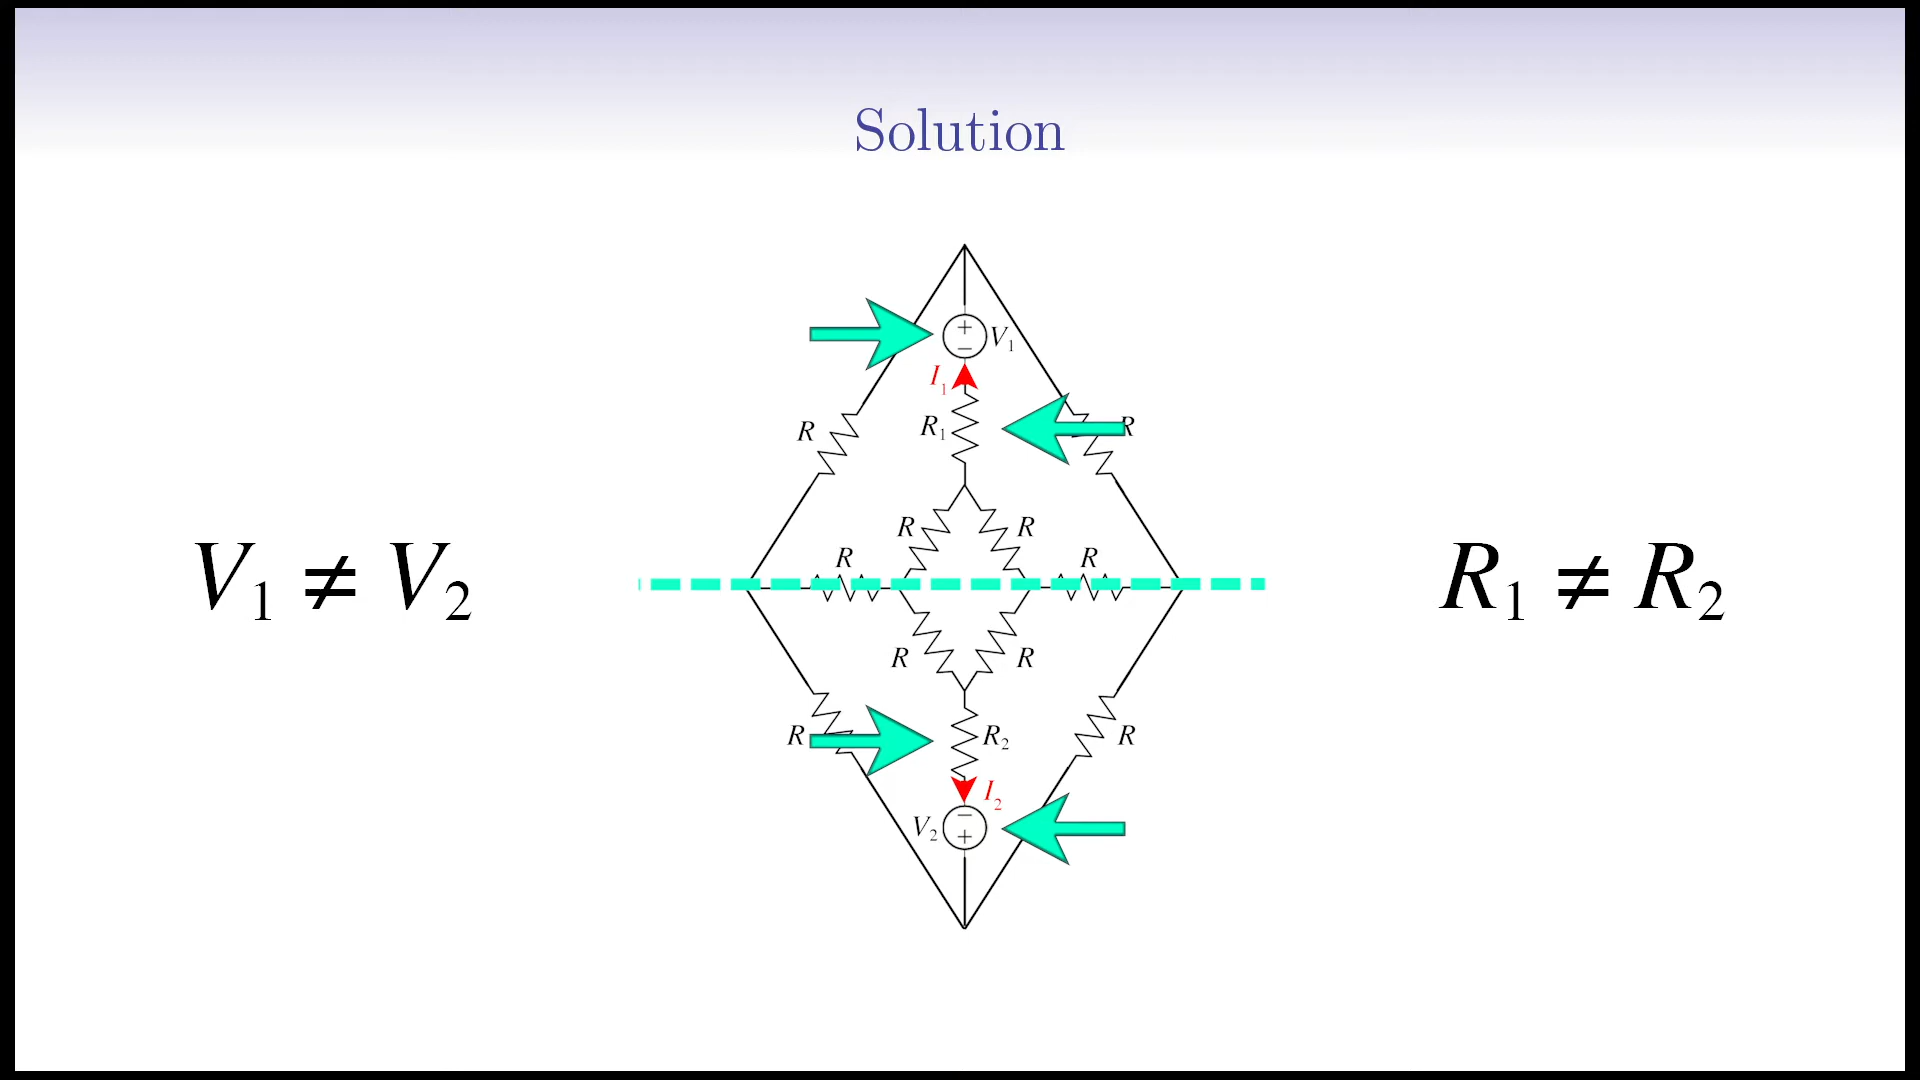 Solution
+
−
V₁
I₁
R
R₁
R
R
R
R
R
V₁ ≠ V₂
R₁ ≠ R₂
R
R
R
R₂
R
I₂
V₂
−
+